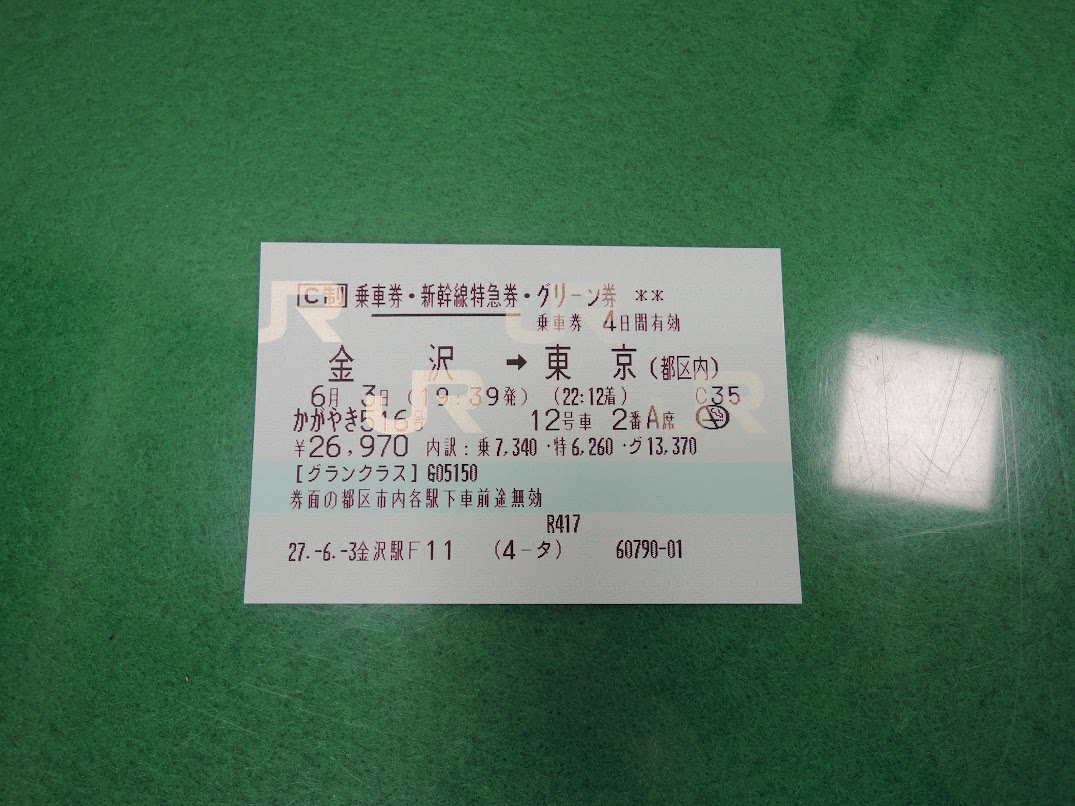 C制 乗車券・新幹線特急券・グリーン券 **
乗車券 4日間有効
金沢 → 東京(都区内)
6月 3日 (19:39発) (22:12着) C35
かがやき516号 12号車 2番A席
¥26,970 内訳:乗7,340・特6,260・グ13,370
[グランクラス] G05150
券面の都区市内各駅下車前途無効
R417
27.-6.-3金沢駅F11 (4-タ) 60790-01
JR JR JR JR